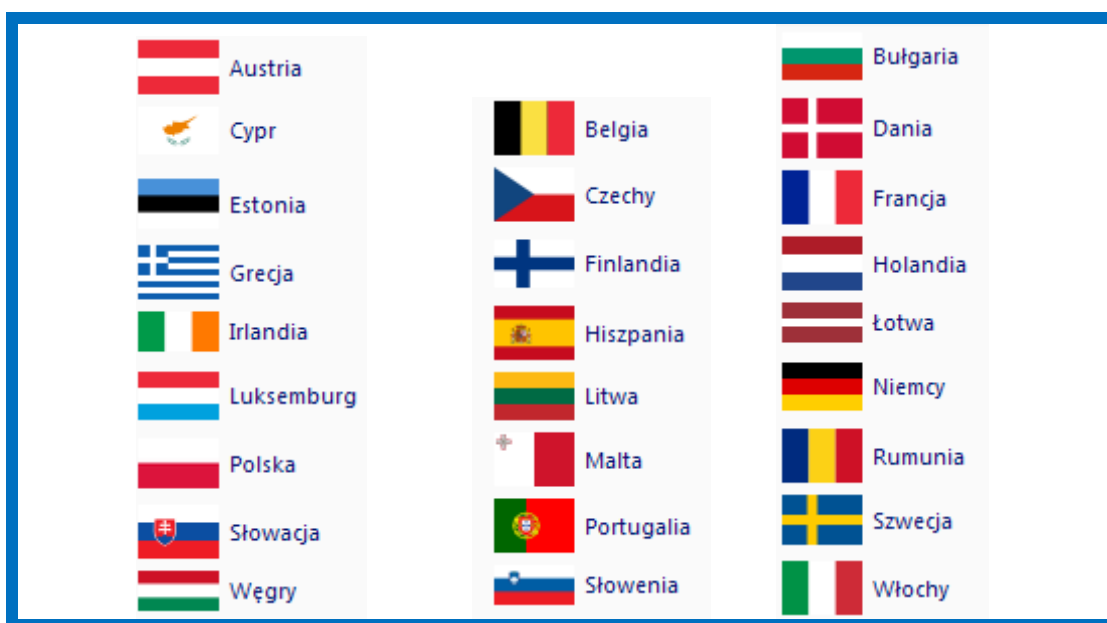 Austria
Cypr
Estonia
Grecja
Irlandia
Luksemburg
Polska
Słowacja
Węgry
Belgia
Czechy
Finlandia
Hiszpania
Litwa
Malta
Portugalia
Słowenia
Bułgaria
Dania
Francja
Holandia
Łotwa
Niemcy
Rumunia
Szwecja
Włochy